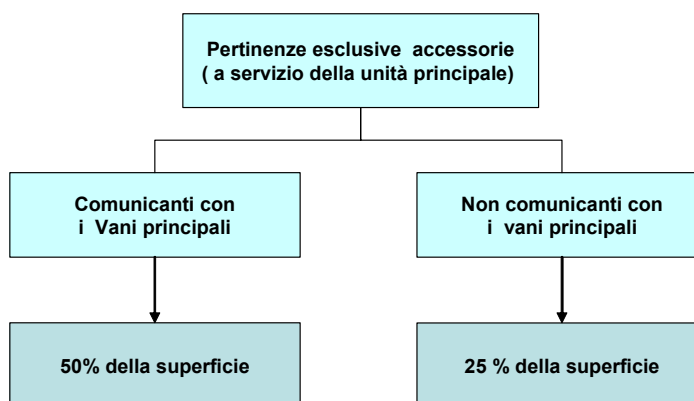 Pertinenze esclusive accessorie
( a servizio della unità principale)
Comunicanti con
i Vani principali
Non comunicanti con
i vani principali
50% della superficie
25 % della superficie